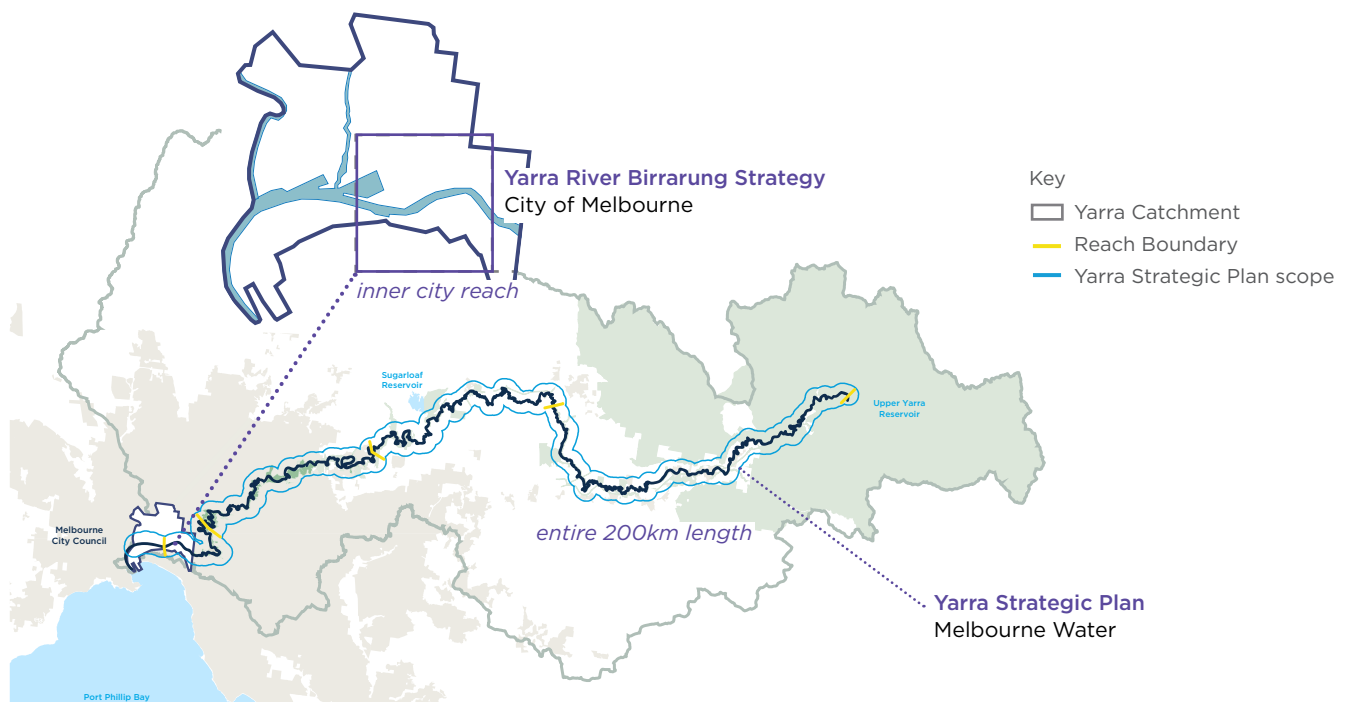 Yarra River Birrarung Strategy
City of Melbourne
inner city reach
Key
Yarra Catchment
Reach Boundary
Yarra Strategic Plan scope
Sugarloaf
Reservoir
Upper Yarra
Reservoir
Melbourne
City Council
entire 200km length
Yarra Strategic Plan
Melbourne Water
Port Phillip Bay